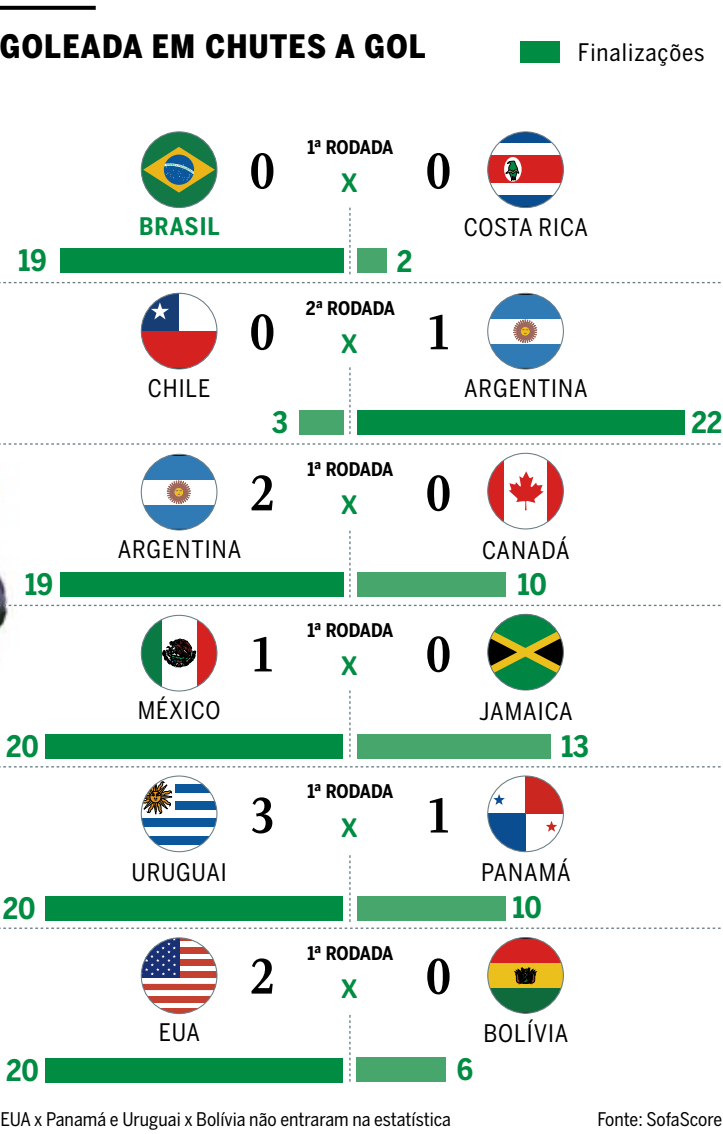 GOLEADA EM CHUTES A GOL
Finalizações
0 1ª RODADA 0
X
BRASIL COSTA RICA
19 2
0 2ª RODADA 1
X
CHILE ARGENTINA
3 22
2 1ª RODADA 0
X
ARGENTINA CANADÁ
19 10
1 1ª RODADA 0
X
MÉXICO JAMAICA
20 13
3 1ª RODADA 1
X
URUGUAI PANAMÁ
20 10
2 1ª RODADA 0
X
EUA BOLÍVIA
20 6
EUA x Panamá e Uruguai x Bolívia não entraram na estatística Fonte: SofaScore